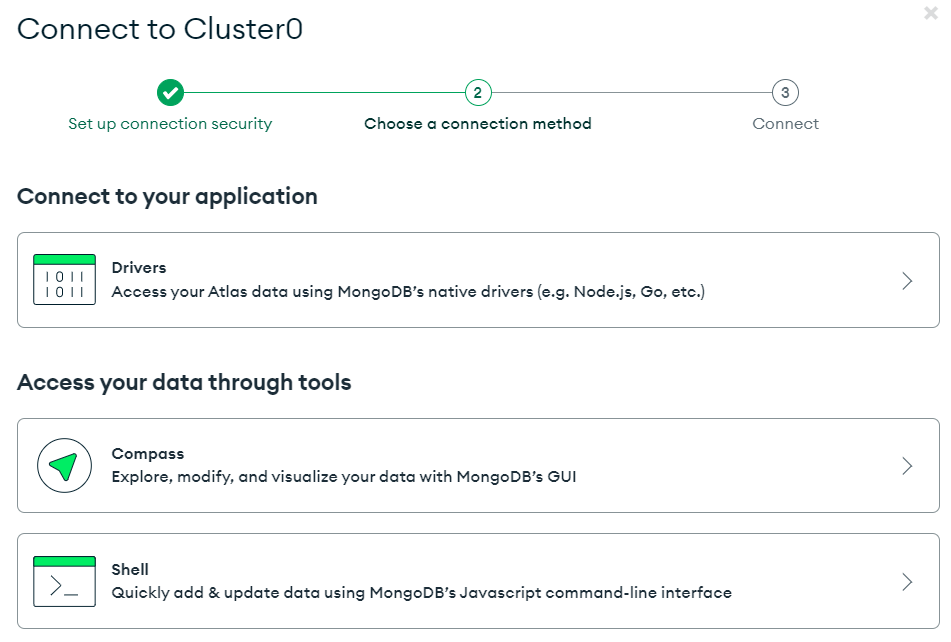 Connect to Cluster0
2
3
Set up connection security
Choose a connection method
Connect
Connect to your application
1011
1011
Drivers
Access your Atlas data using MongoDB’s native drivers (e.g. Node.js, Go, etc.)
Access your data through tools
Compass
Explore, modify, and visualize your data with MongoDB’s GUI
>_
Shell
Quickly add & update data using MongoDB’s Javascript command-line interface